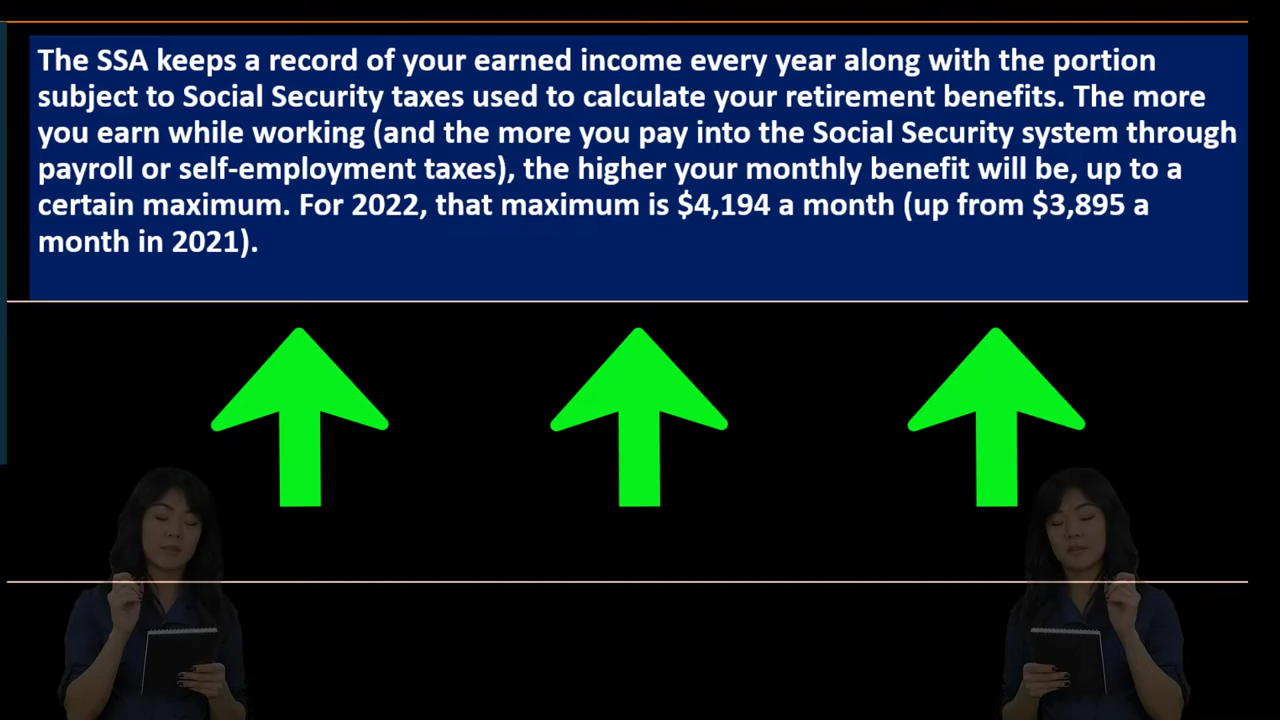 The SSA keeps a record of your earned income every year along with the portion
subject to Social Security taxes used to calculate your retirement benefits. The more
you earn while working (and the more you pay into the Social Security system through
payroll or self-employment taxes), the higher your monthly benefit will be, up to a
certain maximum. For 2022, that maximum is $4,194 a month (up from $3,895 a
month in 2021).